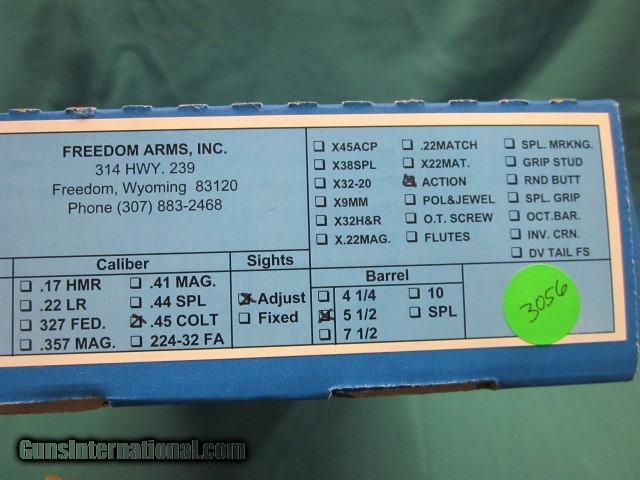 FREEDOM ARMS, INC.
314 HWY. 239
Freedom, Wyoming 83120
Phone (307) 883-2468
X45ACP
X38SPL
X32-20
X9MM
X32H&R
X.22MAG.
.22MATCH
X22MAT.
ACTION
POL&JEWEL
O.T. SCREW
FLUTES
SPL. MRKNG.
GRIP STUD
RND BUTT
SPL. GRIP
OCT.BAR.
INV. CRN.
DV TAIL FS
Caliber
.17 HMR
.22 LR
327 FED.
.357 MAG.
.41 MAG.
.44 SPL
.45 COLT
224-32 FA
Sights
Adjust
Fixed
Barrel
4 1/4
5 1/2
7 1/2
10
SPL
3056
GunsInternational.com